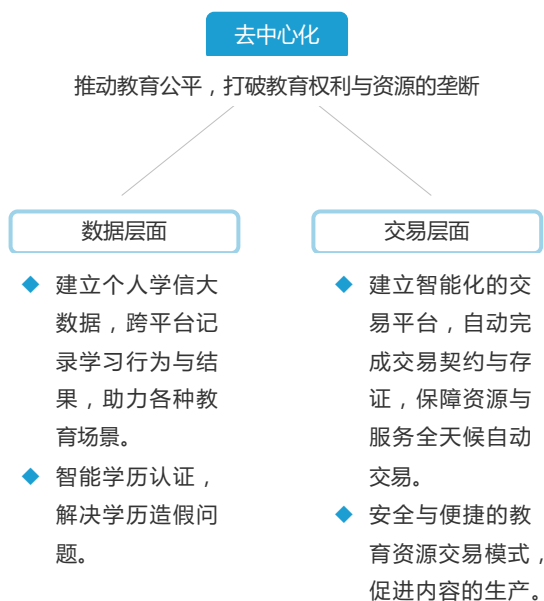 去中心化
推动教育公平，打破教育权利与资源的垄断
数据层面
建立个人学信大
数据，跨平台记
录学习行为与结
果，助力各种教
育场景。
智能学历认证，
解决学历造假问
题。
交易层面
建立智能化的交
易平台，自动完
成交易契约与存
证，保障资源与
服务全天候自动
交易。
安全与便捷的教
育资源交易模式，
促进内容的生产。